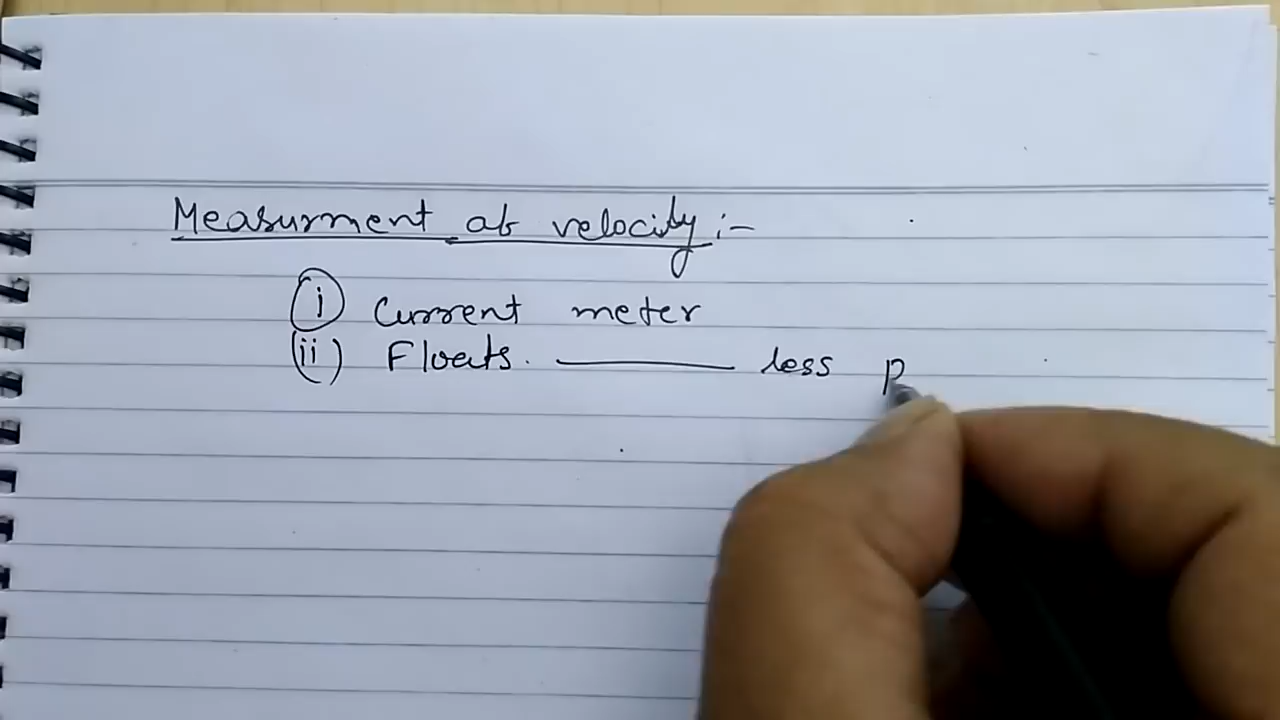 Measurment of velocity :-
(i) Current meter
(ii) Floats. ——— less p